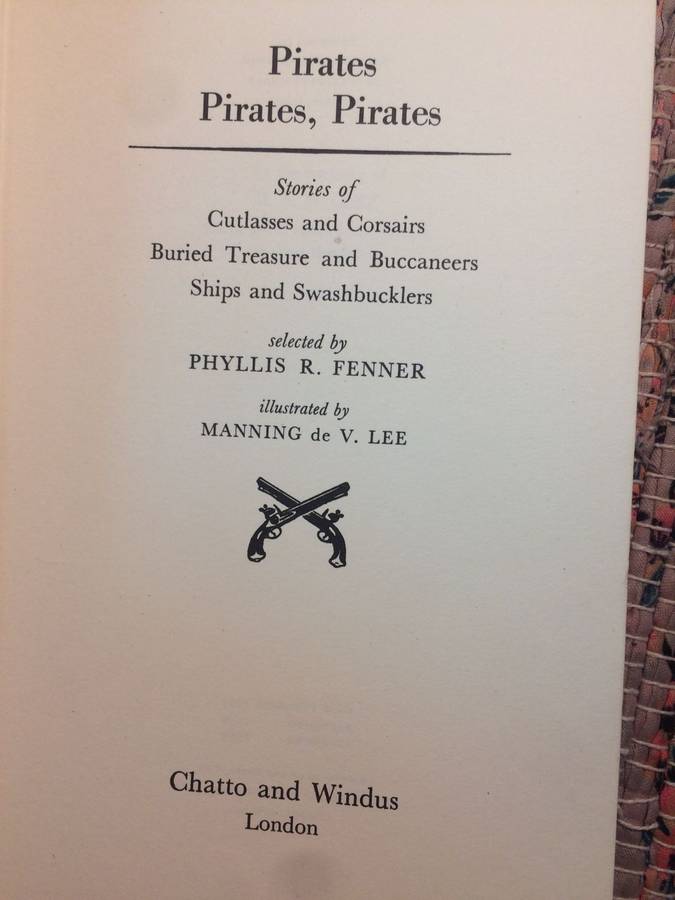 Pirates
Pirates, Pirates
Stories of
Cutlasses and Corsairs
Buried Treasure and Buccaneers
Ships and Swashbucklers
selected by
PHYLLIS R. FENNER
illustrated by
MANNING de V. LEE
Chatto and Windus
London